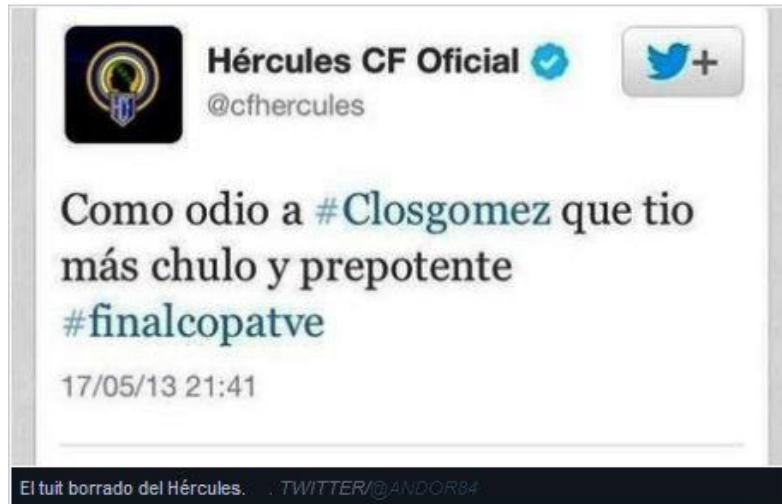 Hércules CF Oficial
@cfhercules
Como odio a #Closgomez que tio
más chulo y prepotente
#finalcopatve
17/05/13 21:41
El tuit borrado del Hércules. . TWITTER/@ANDOR84